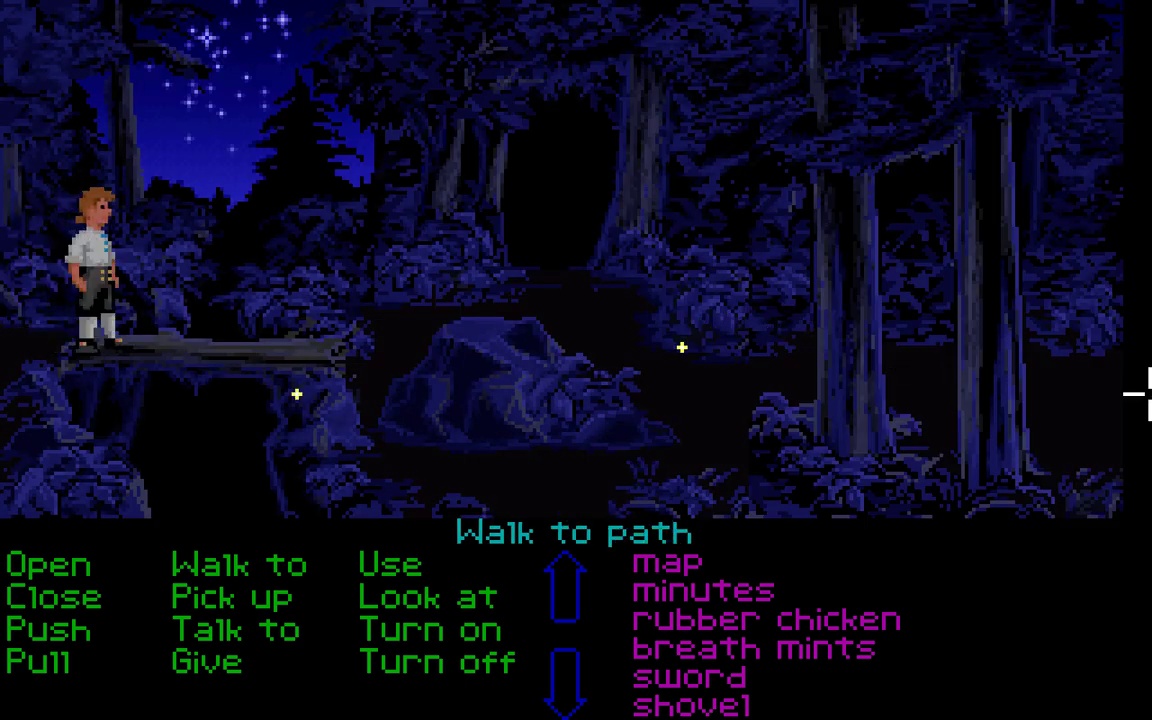 Walk to path
Open Walk to Use
Close Pick up Look at
Push Talk to Turn on
Pull Give Turn off
map
minutes
rubber chicken
breath mints
sword
shovel